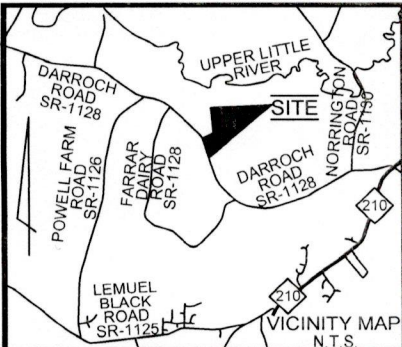 UPPER LITTLE
RIVER
DARROCH
ROAD
SR-1128
SITE
NORRINGTON
ROAD
SR-1130
POWELL FARM
ROAD
SR-1126
FARRAR
DAIRY
ROAD
SR-1128
DARROCH
ROAD
SR-1128
210
LEMUEL
BLACK
ROAD
SR-1125
210
VICINITY MAP
N.T.S.